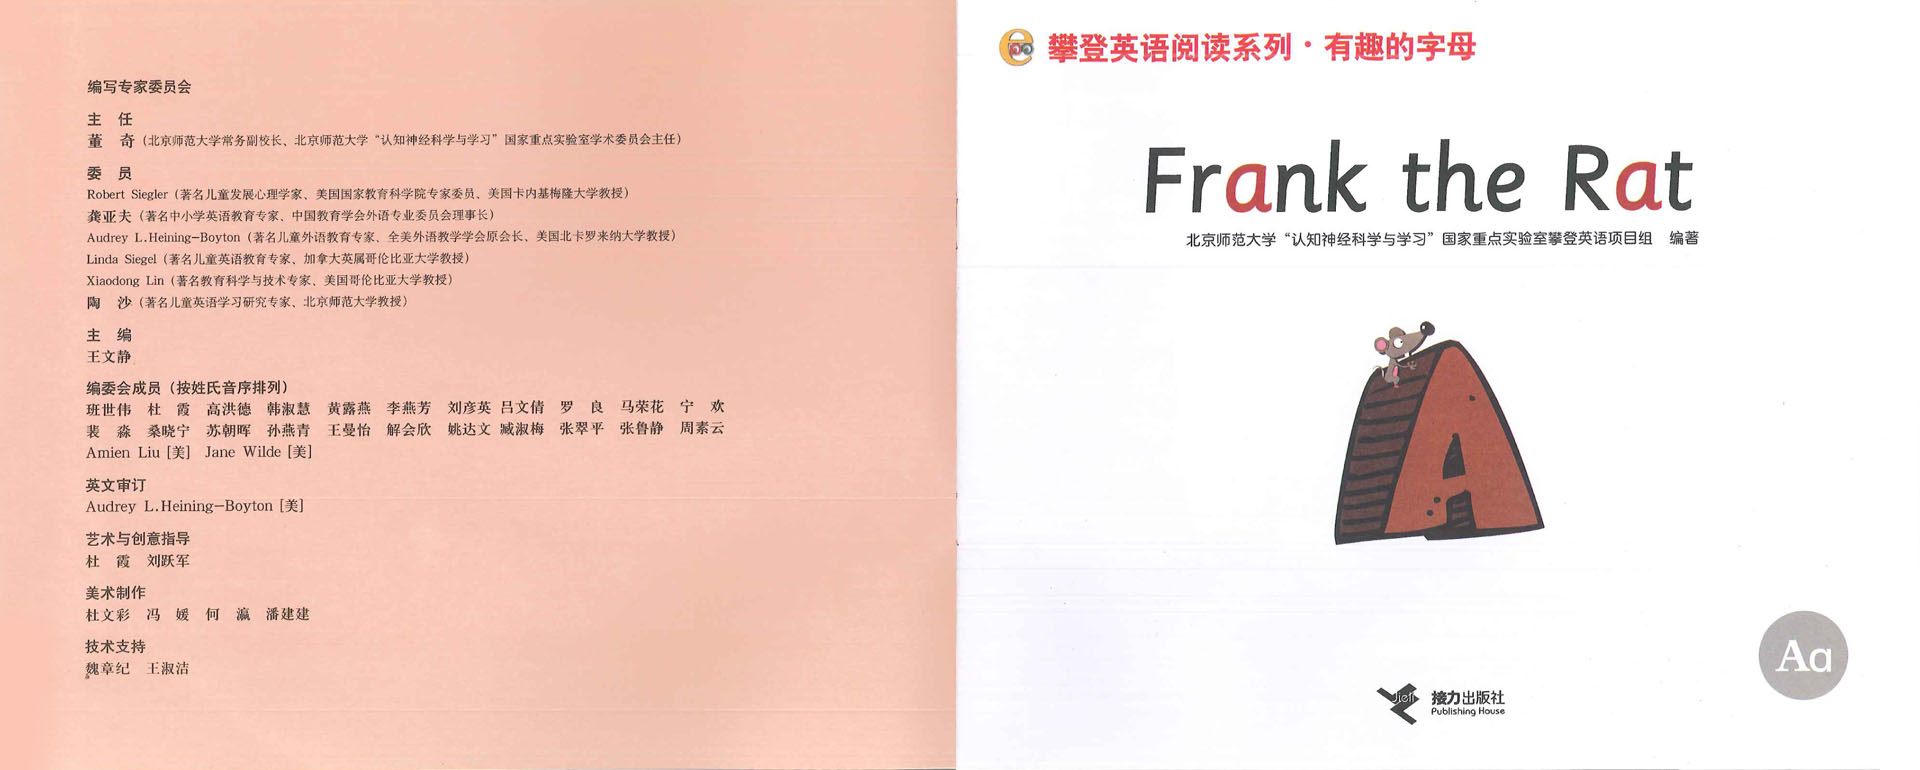 编写专家委员会
主 任
董 奇（北京师范大学常务副校长、北京师范大学“认知神经科学与学习”国家重点实验室学术委员会主任）
委 员
Robert Siegler（著名儿童发展心理学家、美国国家教育科学院专家委员、美国卡内基梅隆大学教授）
龚亚夫（著名中小学英语教育专家、中国教育学会外语专业委员会理事长）
Audrey L.Heining-Boyton（著名儿童外语教育专家、全美外语教学学会原会长、美国北卡罗来纳大学教授）
Linda Siegel（著名儿童英语教育专家、加拿大英属哥伦比亚大学教授）
Xiaodong Lin（著名教育科学与技术专家、美国哥伦比亚大学教授）
陶 沙（著名儿童英语学习研究专家、北京师范大学教授）
主 编
王文静
编委会成员（按姓氏音序排列）
班世伟 杜 霞 高洪德 韩淑慧 黄露燕 李燕芳 刘彦英 吕文倩 罗 良 马荣花 宁 欢
裴 淼 桑晓宁 苏朝晖 孙燕青 王曼怡 解会欣 姚达文 臧淑梅 张翠平 张鲁静 周素云
Amien Liu [美] Jane Wilde [美]
英文审订
Audrey L.Heining-Boyton [美]
艺术与创意指导
杜 霞 刘跃军
美术制作
杜文彩 冯 媛 何 瀛 潘建建
技术支持
魏章纪 王淑洁
攀登英语阅读系列·有趣的字母
Frank the Rat
北京师范大学“认知神经科学与学习”国家重点实验室攀登英语项目组 编著
A
Aa
Jieli
接力出版社
Publishing House